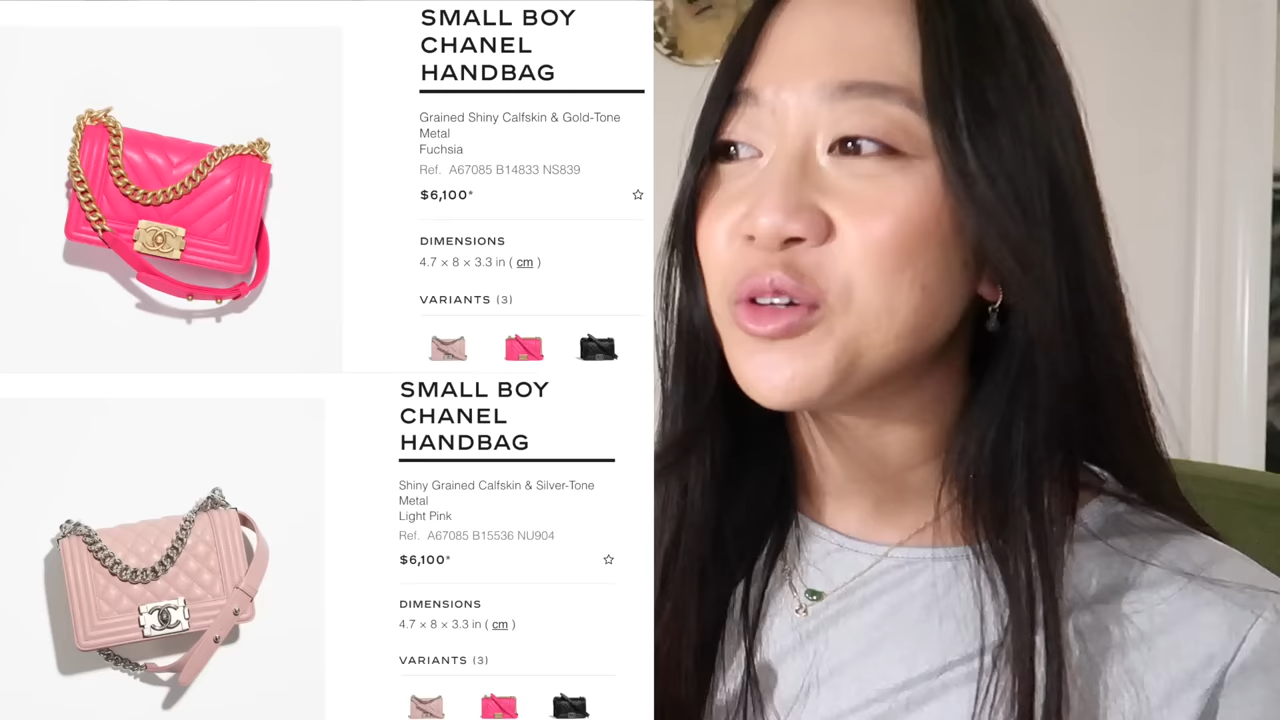 SMALL BOY
CHANEL
HANDBAG
Grained Shiny Calfskin & Gold-Tone
Metal
Fuchsia
Ref. A67085 B14833 NS839
$6,100*
DIMENSIONS
4.7 × 8 × 3.3 in ( cm )
VARIANTS (3)
SMALL BOY
CHANEL
HANDBAG
Shiny Grained Calfskin & Silver-Tone
Metal
Light Pink
Ref. A67085 B15536 NU904
$6,100*
DIMENSIONS
4.7 × 8 × 3.3 in ( cm )
VARIANTS (3)